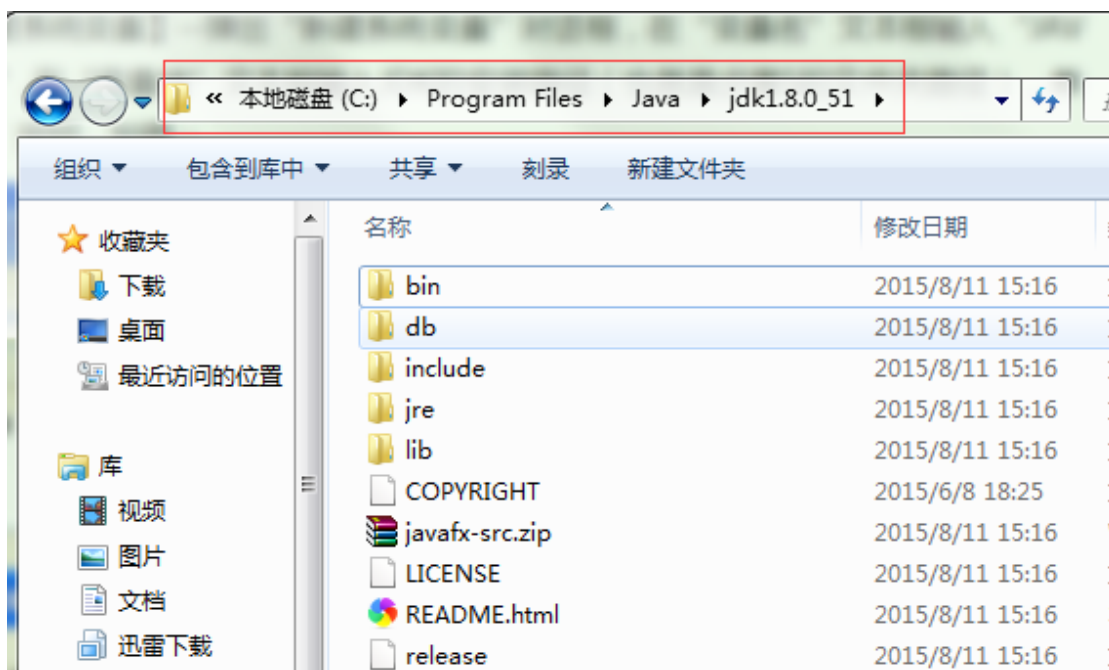 « 本地磁盘 (C:) Program Files Java jdk1.8.0_51
组织 包含到库中 共享 刻录 新建文件夹
收藏夹
下载
桌面
最近访问的位置
库
视频
图片
文档
迅雷下载
名称 修改日期
bin 2015/8/11 15:16
db 2015/8/11 15:16
include 2015/8/11 15:16
jre 2015/8/11 15:16
lib 2015/8/11 15:16
COPYRIGHT 2015/6/8 18:25
javafx-src.zip 2015/8/11 15:16
LICENSE 2015/8/11 15:16
README.html 2015/8/11 15:16
release 2015/8/11 15:16